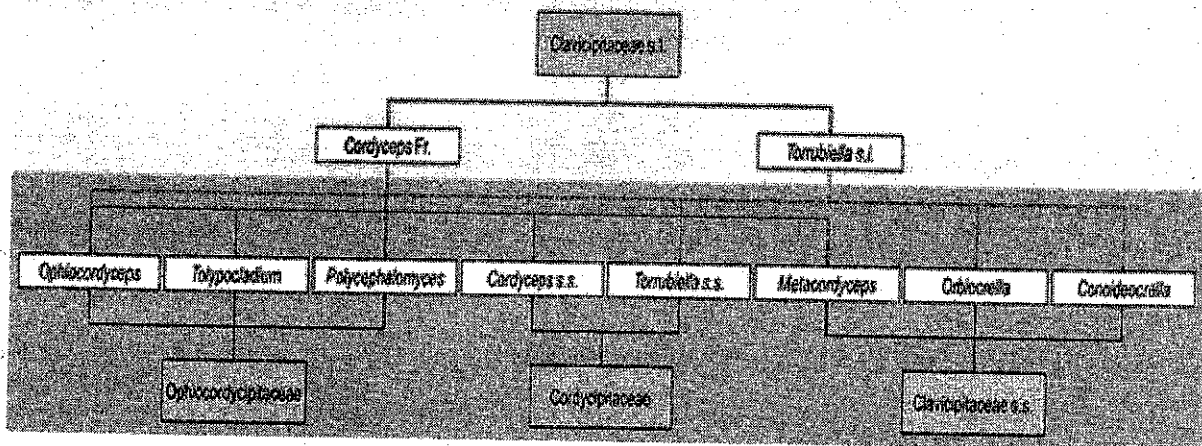 Clavicipitaceae s.l.
Cordyceps Fr.
Torrubiella s.l.
Ophiocordyceps
Tolypocladium
Polycephalomyces
Cordyceps s.s.
Torrubiella s.s.
Metacordyceps
Orbiocrella
Conoideocrella
Ophiocordycipitaceae
Cordycipitaceae
Clavicipitaceae s.s.